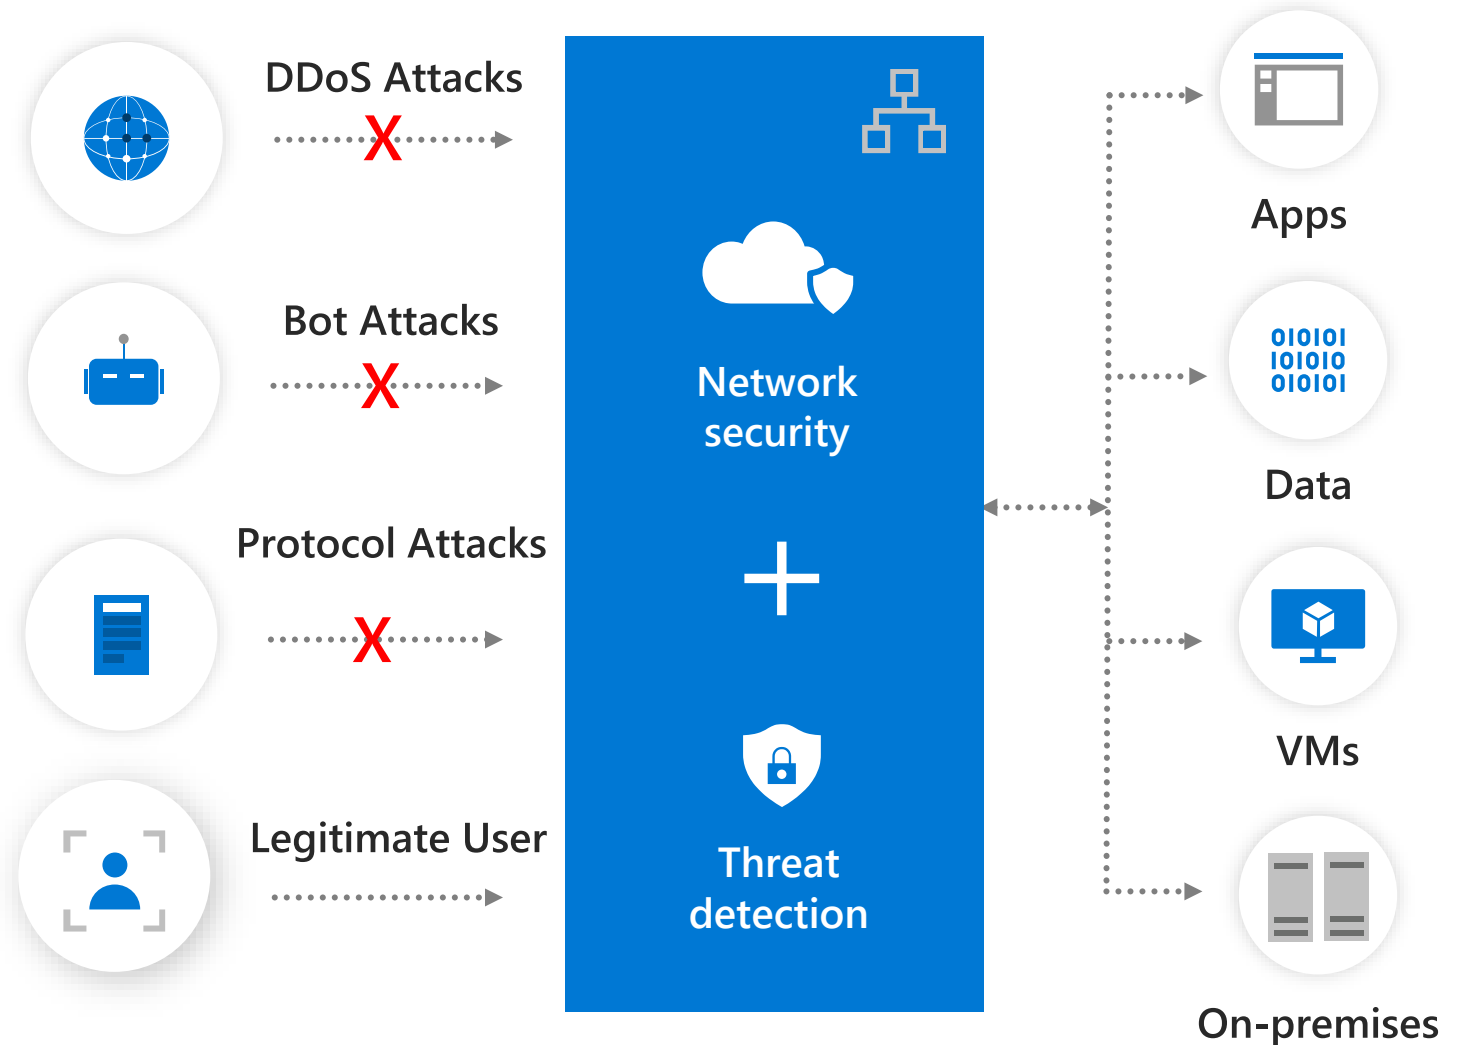 DDoS Attacks
X
Bot Attacks
X
Protocol Attacks
X
Legitimate User
Network
security
Threat
detection
Apps
010101
101010
010101
Data
VMs
On-premises